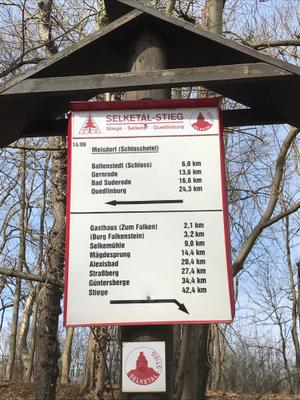 SELKETAL-STIEG
Stiege - Selketal - Quedlinburg
14/08
Meisdorf (Schlosshotel)
Ballenstedt (Schloss) 6,0 km
Gernrode 13,6 km
Bad Suderode 16,6 km
Quedlinburg 24,3 km
Gasthaus (Zum Falken) 2,1 km
(Burg Falkenstein) 3,2 km
Selkemühle 9,0 km
Mägdesprung 14,4 km
Alexisbad 20,4 km
Straßberg 27,4 km
Güntersberge 34,4 km
Stiege 42,4 km
SELKETAL
STIEG